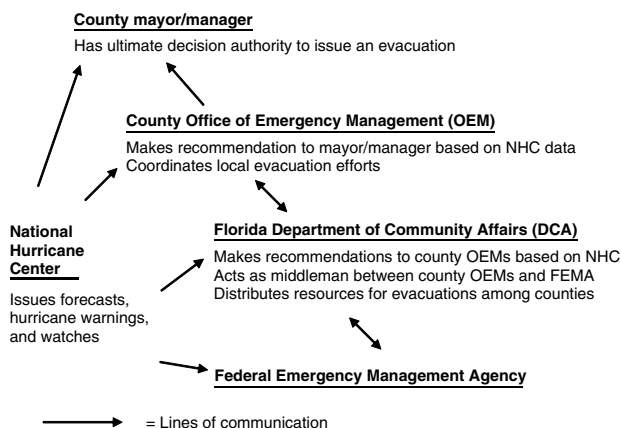 County mayor/manager
Has ultimate decision authority to issue an evacuation
County Office of Emergency Management (OEM)
Makes recommendation to mayor/manager based on NHC data
Coordinates local evacuation efforts
National
Hurricane
Center
Issues forecasts,
hurricane warnings,
and watches
Florida Department of Community Affairs (DCA)
Makes recommendations to county OEMs based on NHC
Acts as middleman between county OEMs and FEMA
Distributes resources for evacuations among counties
Federal Emergency Management Agency
= Lines of communication